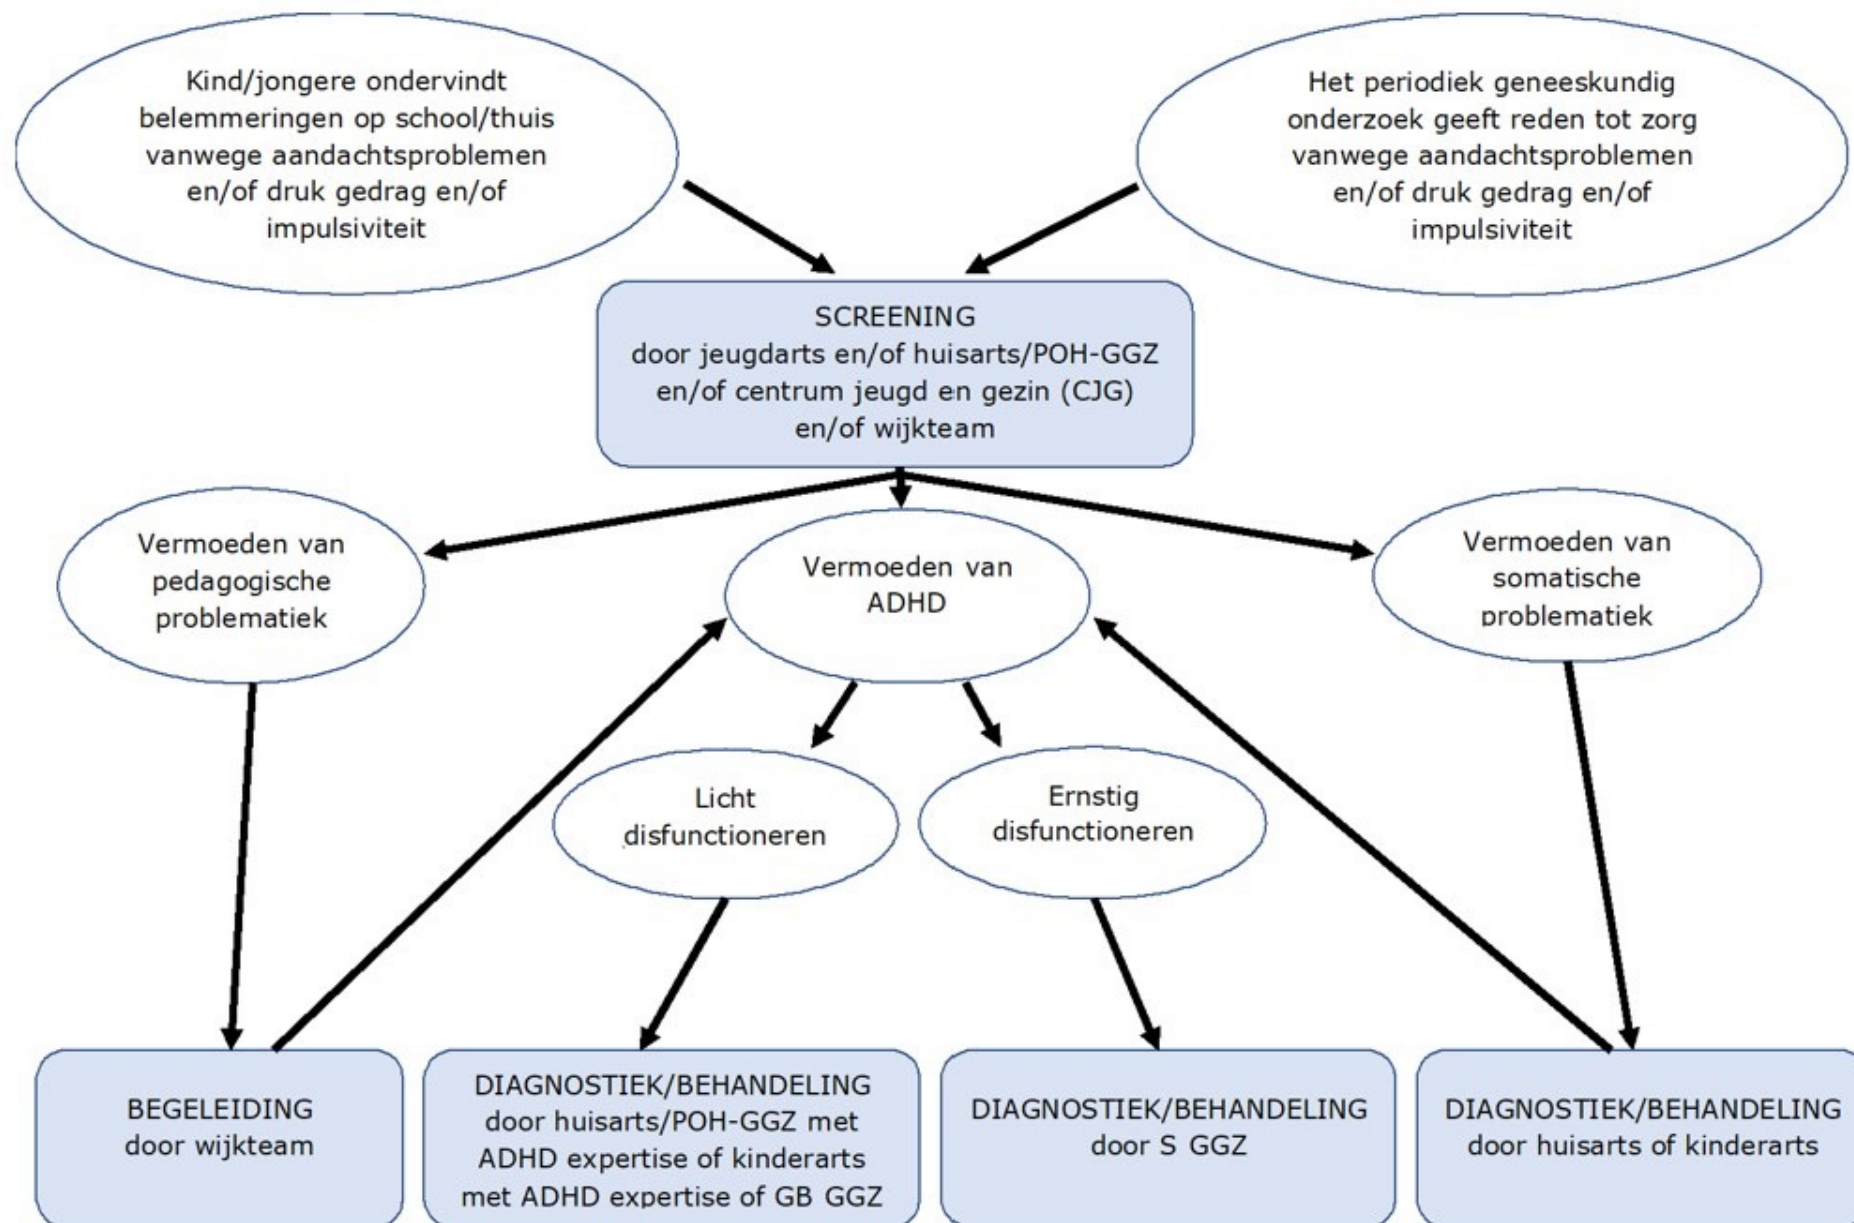 Kind/jongere ondervindt
belemmeringen op school/thuis
vanwege aandachtsproblemen
en/of druk gedrag en/of
impulsiviteit
Het periodiek geneeskundig
onderzoek geeft reden tot zorg
vanwege aandachtsproblemen
en/of druk gedrag en/of
impulsiviteit
SCREENING
door jeugdarts en/of huisarts/POH-GGZ
en/of centrum jeugd en gezin (CJG)
en/of wijkteam
Vermoeden van
pedagogische
problematiek
Vermoeden van
ADHD
Vermoeden van
somatische
problematiek
Licht
disfunctioneren
Ernstig
disfunctioneren
BEGELEIDING
door wijkteam
DIAGNOSTIEK/BEHANDELING
door huisarts/POH-GGZ met
ADHD expertise of kinderarts
met ADHD expertise of GB GGZ
DIAGNOSTIEK/BEHANDELING
door S GGZ
DIAGNOSTIEK/BEHANDELING
door huisarts of kinderarts